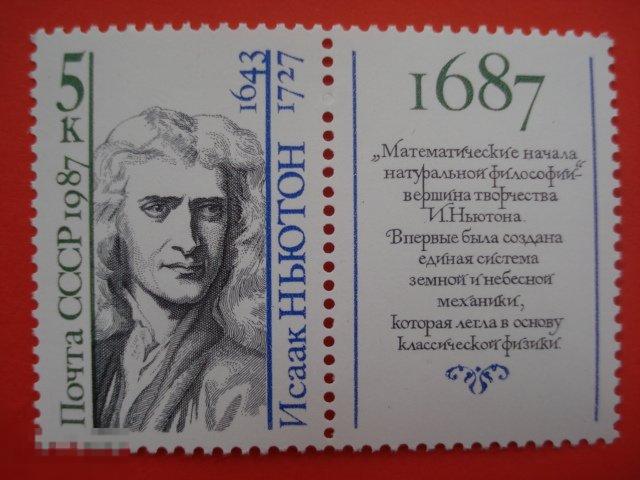 5
К
Почта СССР 1987
1643
1727
Исаак НЬЮТОН
1687
„Математические начала
натуральной философии“-
вершина творчества
И.Ньютона.
Впервые была создана
единая система
земной и небесной
механики,
которая легла в основу
классической физики.